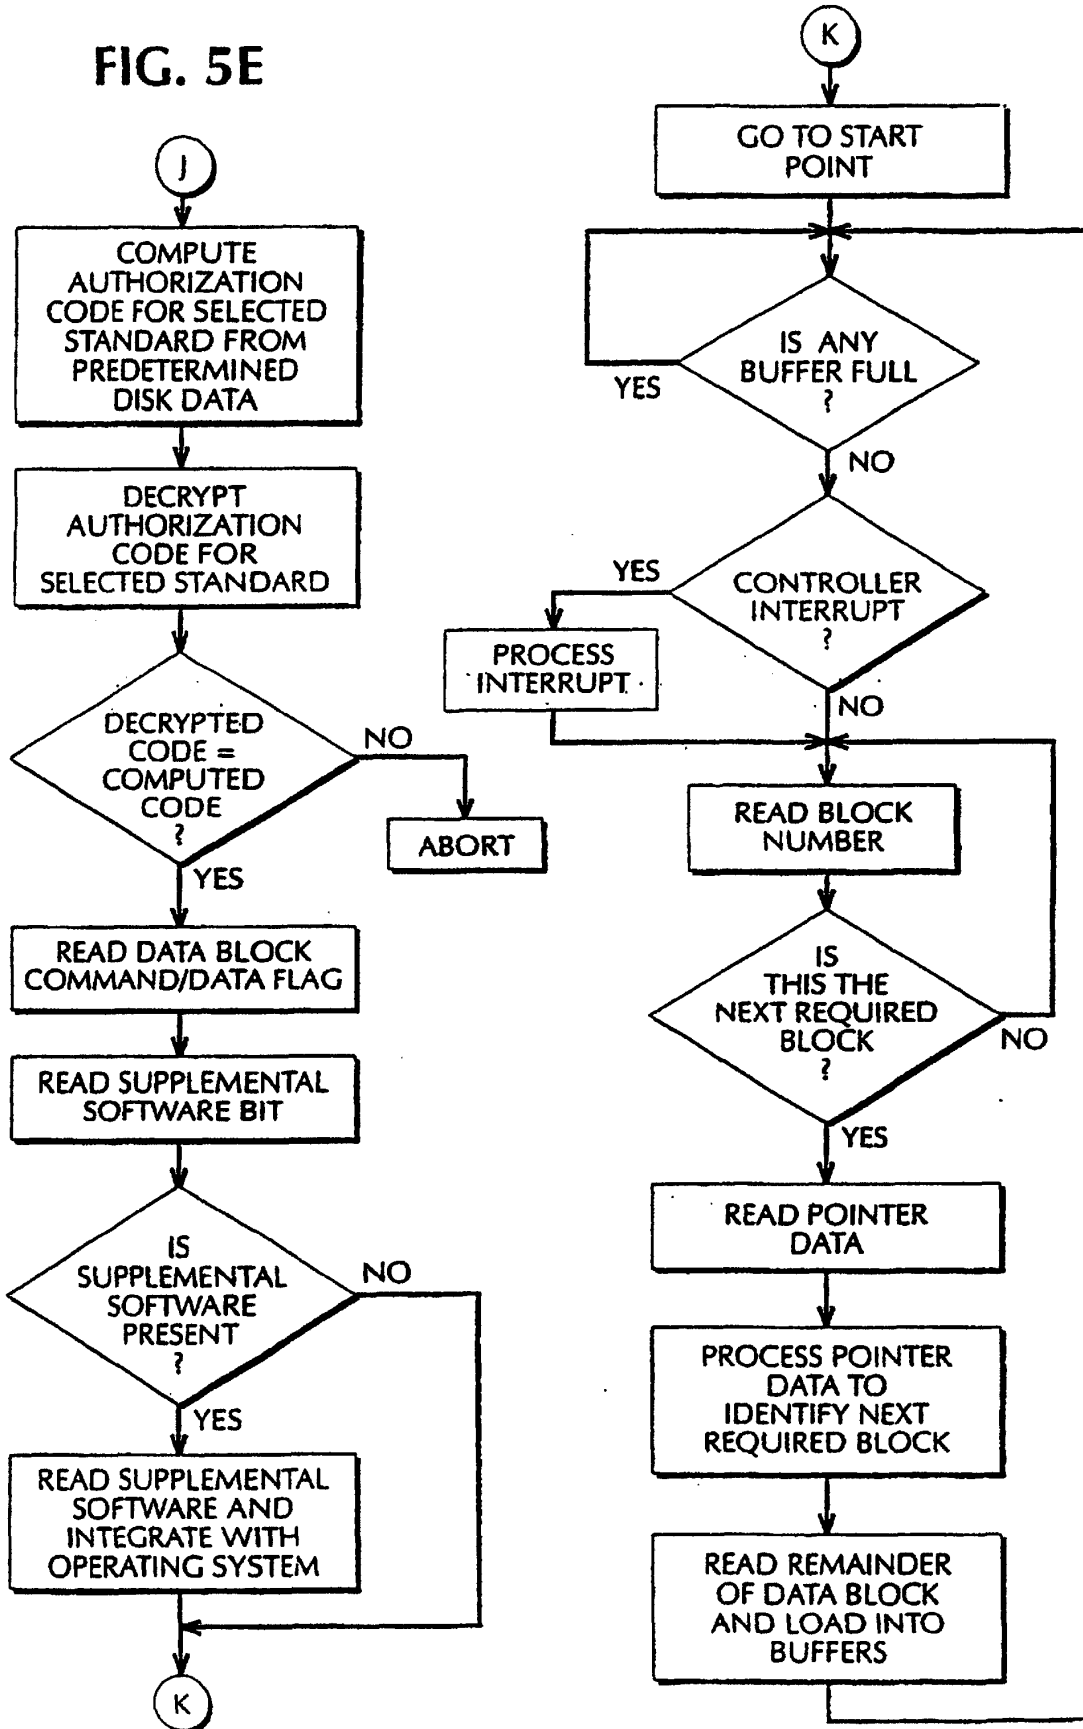 FIG. 5E
J
COMPUTE
AUTHORIZATION
CODE FOR SELECTED
STANDARD FROM
PREDETERMINED
DISK DATA
DECRYPT
AUTHORIZATION
CODE FOR
SELECTED STANDARD
DECRYPTED
CODE =
COMPUTED
CODE
?
NO
ABORT
YES
READ DATA BLOCK
COMMAND/DATA FLAG
READ SUPPLEMENTAL
SOFTWARE BIT
IS
SUPPLEMENTAL
SOFTWARE
PRESENT
?
NO
YES
READ SUPPLEMENTAL
SOFTWARE AND
INTEGRATE WITH
OPERATING SYSTEM
K
K
GO TO START
POINT
IS ANY
BUFFER FULL
?
YES
NO
CONTROLLER
INTERRUPT
?
YES
PROCESS
INTERRUPT
NO
READ BLOCK
NUMBER
IS
THIS THE
NEXT REQUIRED
BLOCK
?
NO
YES
READ POINTER
DATA
PROCESS POINTER
DATA TO
IDENTIFY NEXT
REQUIRED BLOCK
READ REMAINDER
OF DATA BLOCK
AND LOAD INTO
BUFFERS